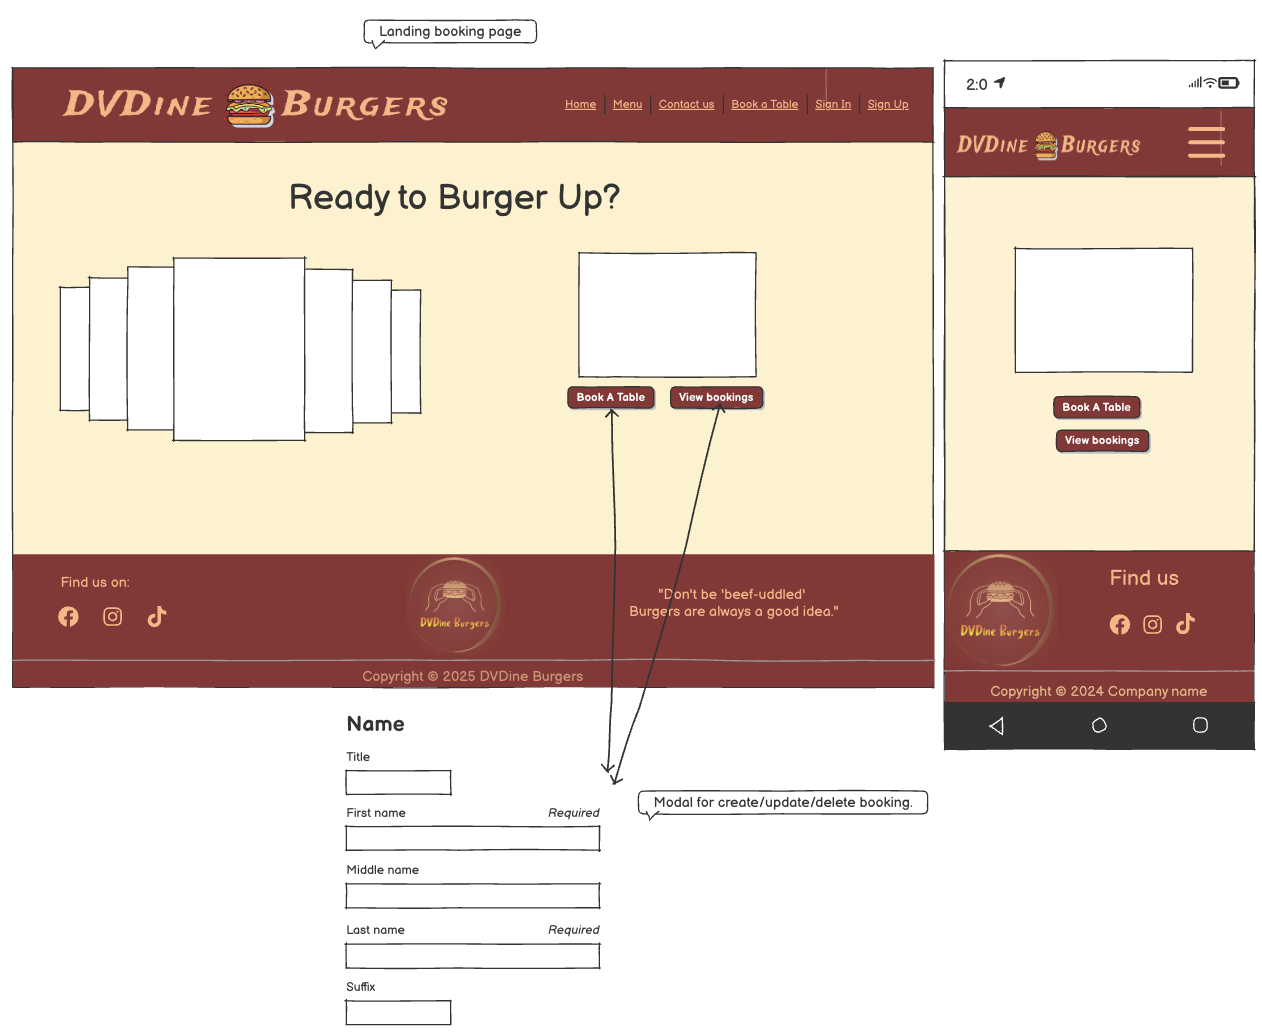 Landing booking page
DVDine Burgers
Home
Menu
Contact us
Book a Table
Sign In
Sign Up
Ready to Burger Up?
Book A Table
View bookings
Find us on:
DVDine Burgers
"Don't be 'beef-uddled'
Burgers are always a good idea."
Copyright © 2025 DVDine Burgers
2:0
DVDine Burgers
Book A Table
View bookings
DVDine Burgers
Find us
Copyright © 2024 Company name
Name
Title
First name
Required
Middle name
Last name
Required
Suffix
Modal for create/update/delete booking.